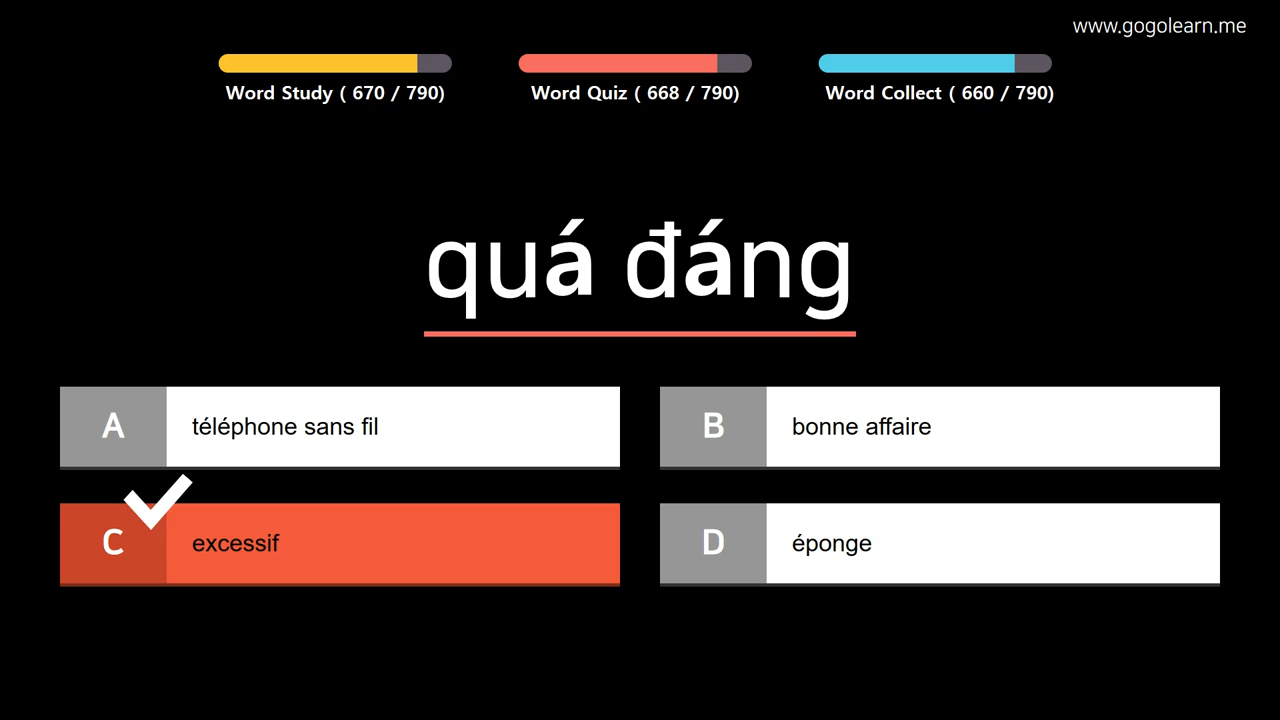 www.gogolearn.me
Word Study ( 670 / 790)
Word Quiz ( 668 / 790)
Word Collect ( 660 / 790)
quá đáng
A téléphone sans fil
B bonne affaire
C excessif
D éponge